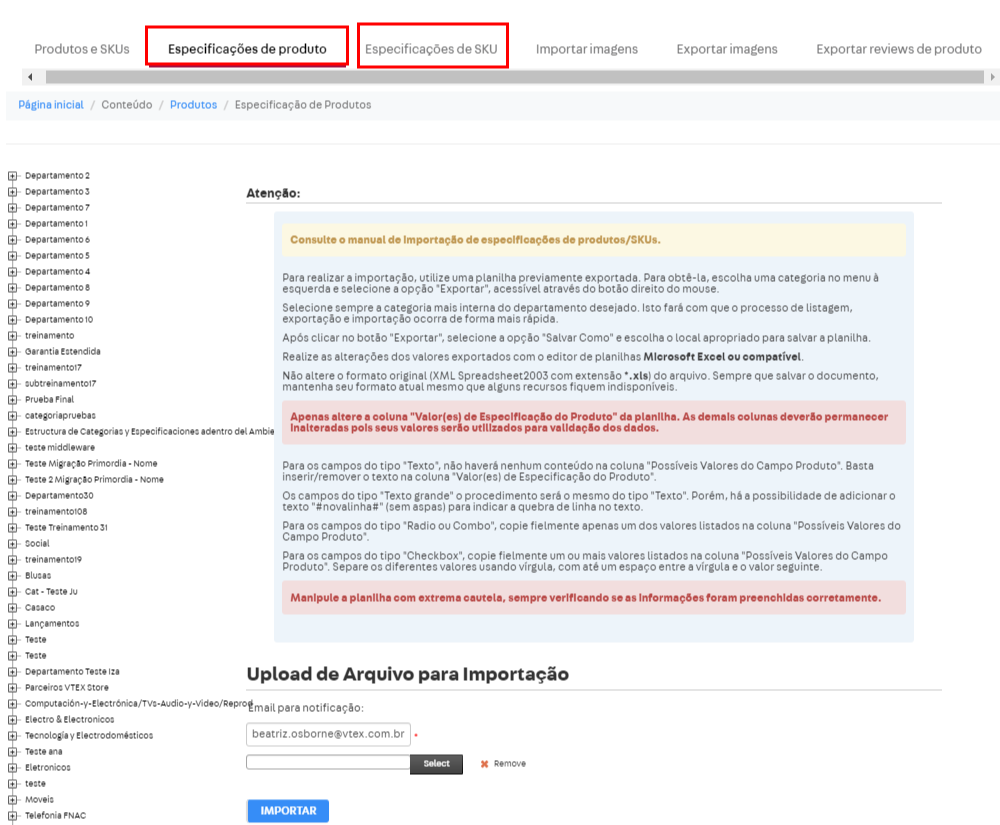 Produtos e SKUs
Especificações de produto
Especificações de SKU
Importar imagens
Exportar imagens
Exportar reviews de produto
Página inicial / Conteúdo / Produtos / Especificação de Produtos
Departamento 2
Departamento 3
Departamento 7
Departamento 1
Departamento 6
Departamento 5
Departamento 4
Departamento 8
Departamento 9
Departamento 10
treinamento
Garantia Estendida
treinamento17
subtreinamento17
Prueba Final
categoriapruebas
Estructura de Categorias y Especificaciones adentro del Ambie
teste middleware
Teste Migração Primordia - Nome
Teste 2 Migração Primordia - Nome
Departamento30
treinamento108
Teste Treinamento 31
Social
treinamento19
Blusas
Cat - Teste Ju
Casaco
Lançamentos
Teste
Teste
Departamento Teste Iza
Parceiros VTEX Store
Computación-y-Electrónica/TVs-Audio-y-Video/Reprod
Electro & Electronicos
Tecnología y Electrodomésticos
Teste ana
Eletronicos
teste
Moveis
Telefonia FNAC
Atenção:
Consulte o manual de importação de especificações de produtos/SKUs.
Para realizar a importação, utilize uma planilha previamente exportada. Para obtê-la, escolha uma categoria no menu à
esquerda e selecione a opção "Exportar", acessível através do botão direito do mouse.
Selecione sempre a categoria mais interna do departamento desejado. Isto fará com que o processo de listagem,
exportação e importação ocorra de forma mais rápida.
Após clicar no botão "Exportar", selecione a opção "Salvar Como" e escolha o local apropriado para salvar a planilha.
Realize as alterações dos valores exportados com o editor de planilhas Microsoft Excel ou compatível.
Não altere o formato original (XML Spreadsheet2003 com extensão *.xls) do arquivo. Sempre que salvar o documento,
mantenha seu formato atual mesmo que alguns recursos fiquem indisponíveis.
Apenas altere a coluna "Valor(es) de Especificação do Produto" da planilha. As demais colunas deverão permanecer
inalteradas pois seus valores serão utilizados para validação dos dados.
Para os campos do tipo "Texto", não haverá nenhum conteúdo na coluna "Possíveis Valores do Campo Produto". Basta
inserir/remover o texto na coluna "Valor(es) de Especificação do Produto".
Os campos do tipo "Texto grande" o procedimento será o mesmo do tipo "Texto". Porém, há a possibilidade de adicionar o
texto "#novalinha#" (sem aspas) para indicar a quebra de linha no texto.
Para os campos do tipo "Radio ou Combo", copie fielmente apenas um dos valores listados na coluna "Possíveis Valores do
Campo Produto".
Para os campos do tipo "Checkbox", copie fielmente um ou mais valores listados na coluna "Possíveis Valores do Campo
Produto". Separe os diferentes valores usando vírgula, com até um espaço entre a vírgula e o valor seguinte.
Manipule a planilha com extrema cautela, sempre verificando se as informações foram preenchidas corretamente.
Upload de Arquivo para Importação
Email para notificação:
beatriz.osborne@vtex.com.br *
Select
Remove
IMPORTAR